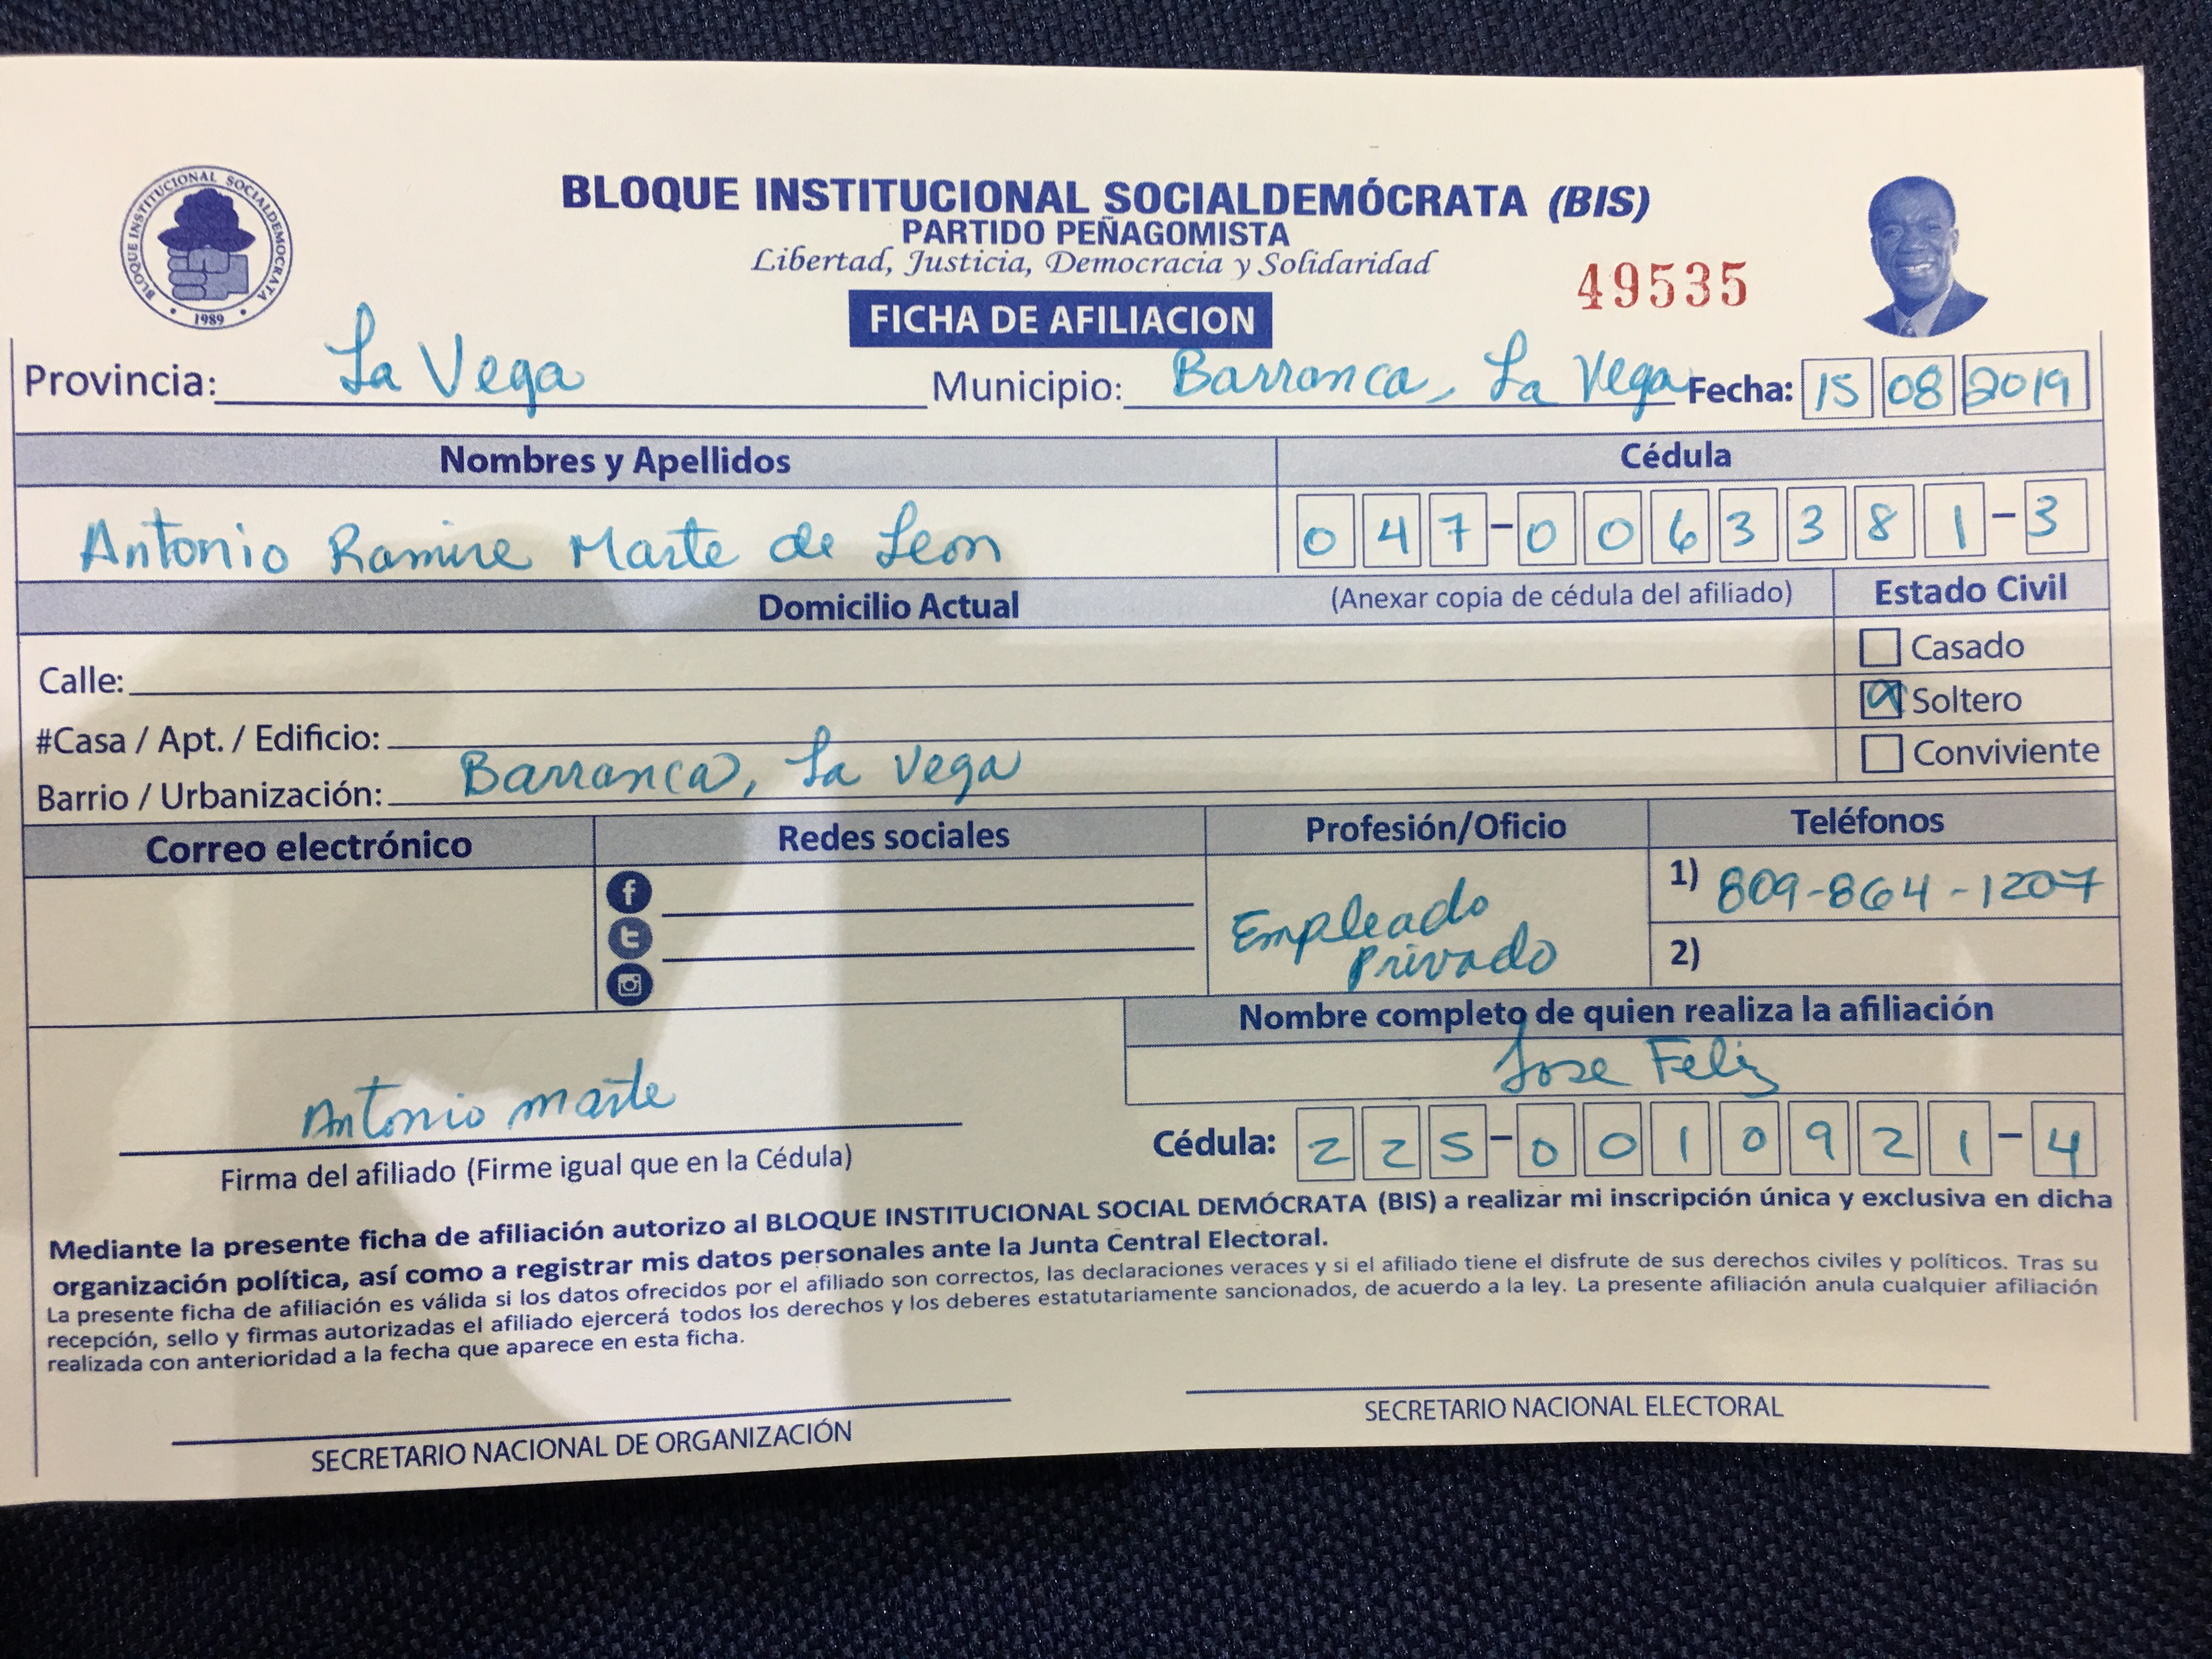 BLOQUE INSTITUCIONAL SOCIALDEMOCRATA
1989
BLOQUE INSTITUCIONAL SOCIALDEMÓCRATA (BIS)
PARTIDO PEÑAGOMISTA
Libertad, Justicia, Democracia y Solidaridad
49535
FICHA DE AFILIACION
Provincia: La Vega Municipio: Barranca, La Vega Fecha: 15 08 2019
Nombres y Apellidos Cédula
Antonio Ramire Marte de Leon 047-0063381-3
Domicilio Actual (Anexar copia de cédula del afiliado) Estado Civil
Calle: Casado
#Casa / Apt. / Edificio: Soltero
Barrio / Urbanización: Barranca, La Vega Conviviente
Correo electrónico Redes sociales Profesión/Oficio Teléfonos
Empleado Privado
1) 809-864-1207
2)
Nombre completo de quien realiza la afiliación
Jose Feliz
Antonio marte
Firma del afiliado (Firme igual que en la Cédula)
Cédula: 225-0010921-4
Mediante la presente ficha de afiliación autorizo al BLOQUE INSTITUCIONAL SOCIAL DEMÓCRATA (BIS) a realizar mi inscripción única y exclusiva en dicha
organización política, así como a registrar mis datos personales ante la Junta Central Electoral.
La presente ficha de afiliación es válida si los datos ofrecidos por el afiliado son correctos, las declaraciones veraces y si el afiliado tiene el disfrute de sus derechos civiles y políticos. Tras su
recepción, sello y firmas autorizadas el afiliado ejercerá todos los derechos y los deberes estatutariamente sancionados, de acuerdo a la ley. La presente afiliación anula cualquier afiliación
realizada con anterioridad a la fecha que aparece en esta ficha.
SECRETARIO NACIONAL DE ORGANIZACIÓN SECRETARIO NACIONAL ELECTORAL